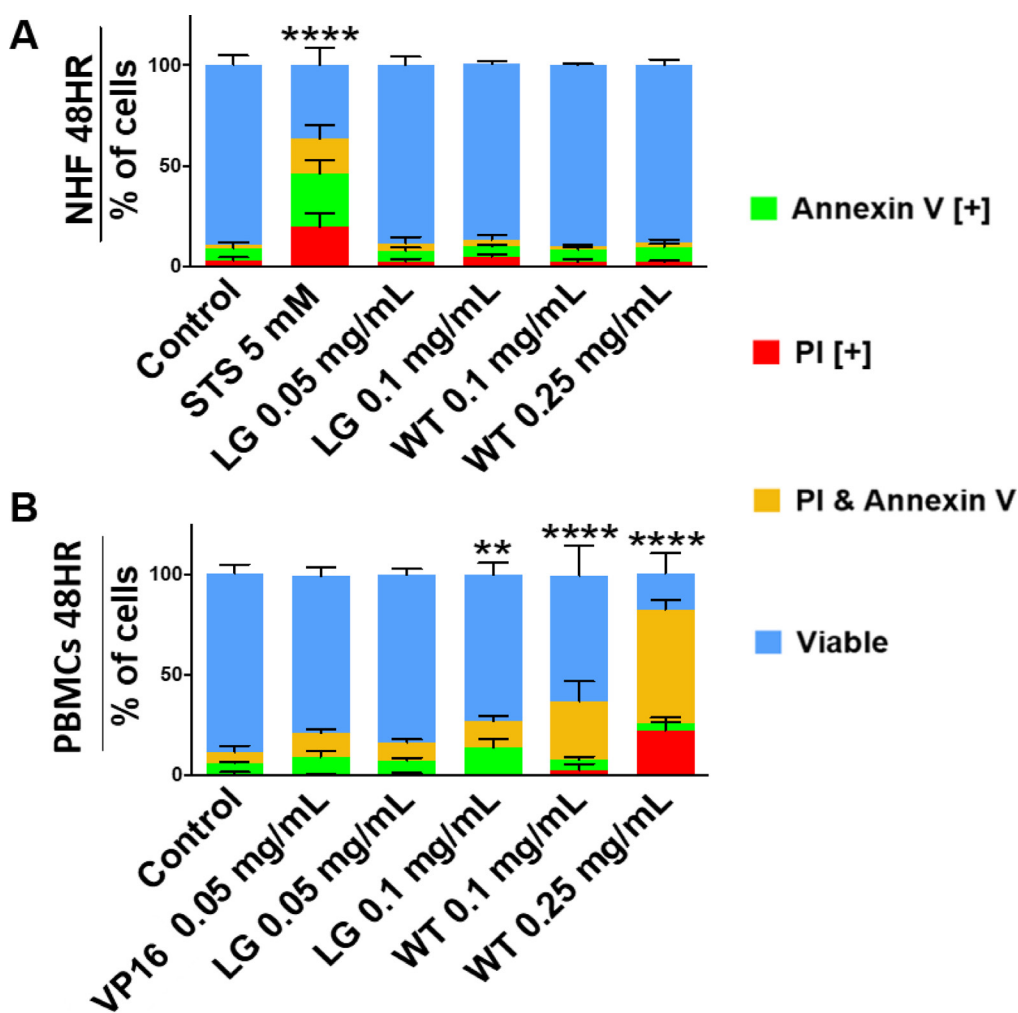 A
NHF 48HR
% of cells
****
100
50
0
Control
STS 5 mM
LG 0.05 mg/mL
LG 0.1 mg/mL
WT 0.1 mg/mL
WT 0.25 mg/mL
Annexin V [+]
PI [+]
PI & Annexin V
Viable
B
PBMCs 48HR
% of cells
**
****
****
100
50
0
Control
VP16 0.05 mg/mL
LG 0.05 mg/mL
LG 0.1 mg/mL
WT 0.1 mg/mL
WT 0.25 mg/mL